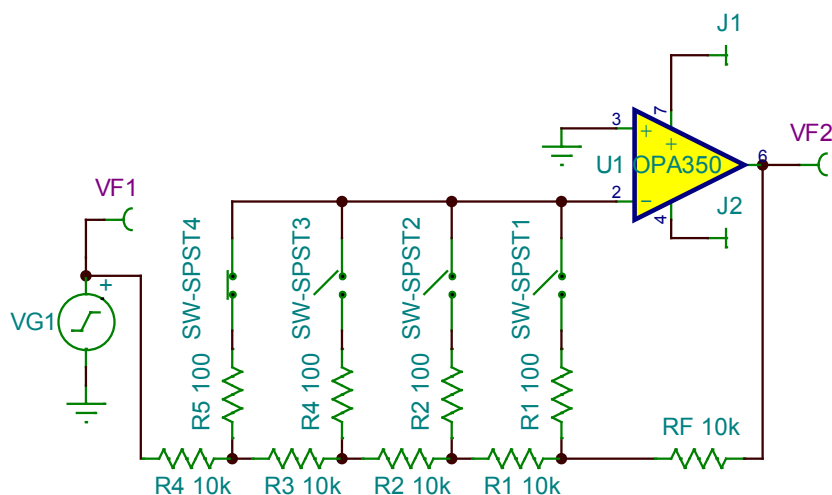 J1
7
3
+
+
VF2
U1 OPA350
6
2
−
J2
4
VF1
+
VG1
SW-SPST4
SW-SPST3
SW-SPST2
SW-SPST1
R5 100
R4 100
R2 100
R1 100
RF 10k
R4 10k
R3 10k
R2 10k
R1 10k